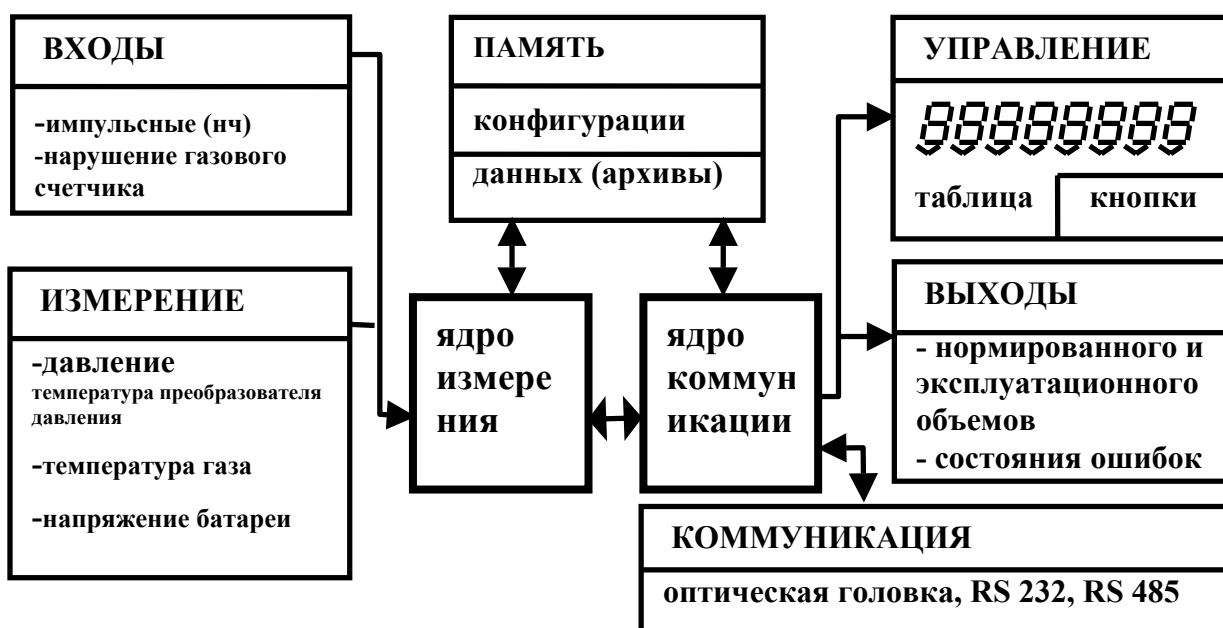 ВХОДЫ
-импульсные (нч)
-нарушение газового
счетчика
ПАМЯТЬ
конфигурации
данных (архивы)
УПРАВЛЕНИЕ
88888888
таблица
кнопки
ИЗМЕРЕНИЕ
-давление
температура преобразователя
давления
-температура газа
-напряжение батареи
ядро
измере
ния
ядро
коммун
икации
ВЫХОДЫ
- нормированного и
эксплуатационного
объемов
- состояния ошибок
КОММУНИКАЦИЯ
оптическая головка, RS 232, RS 485